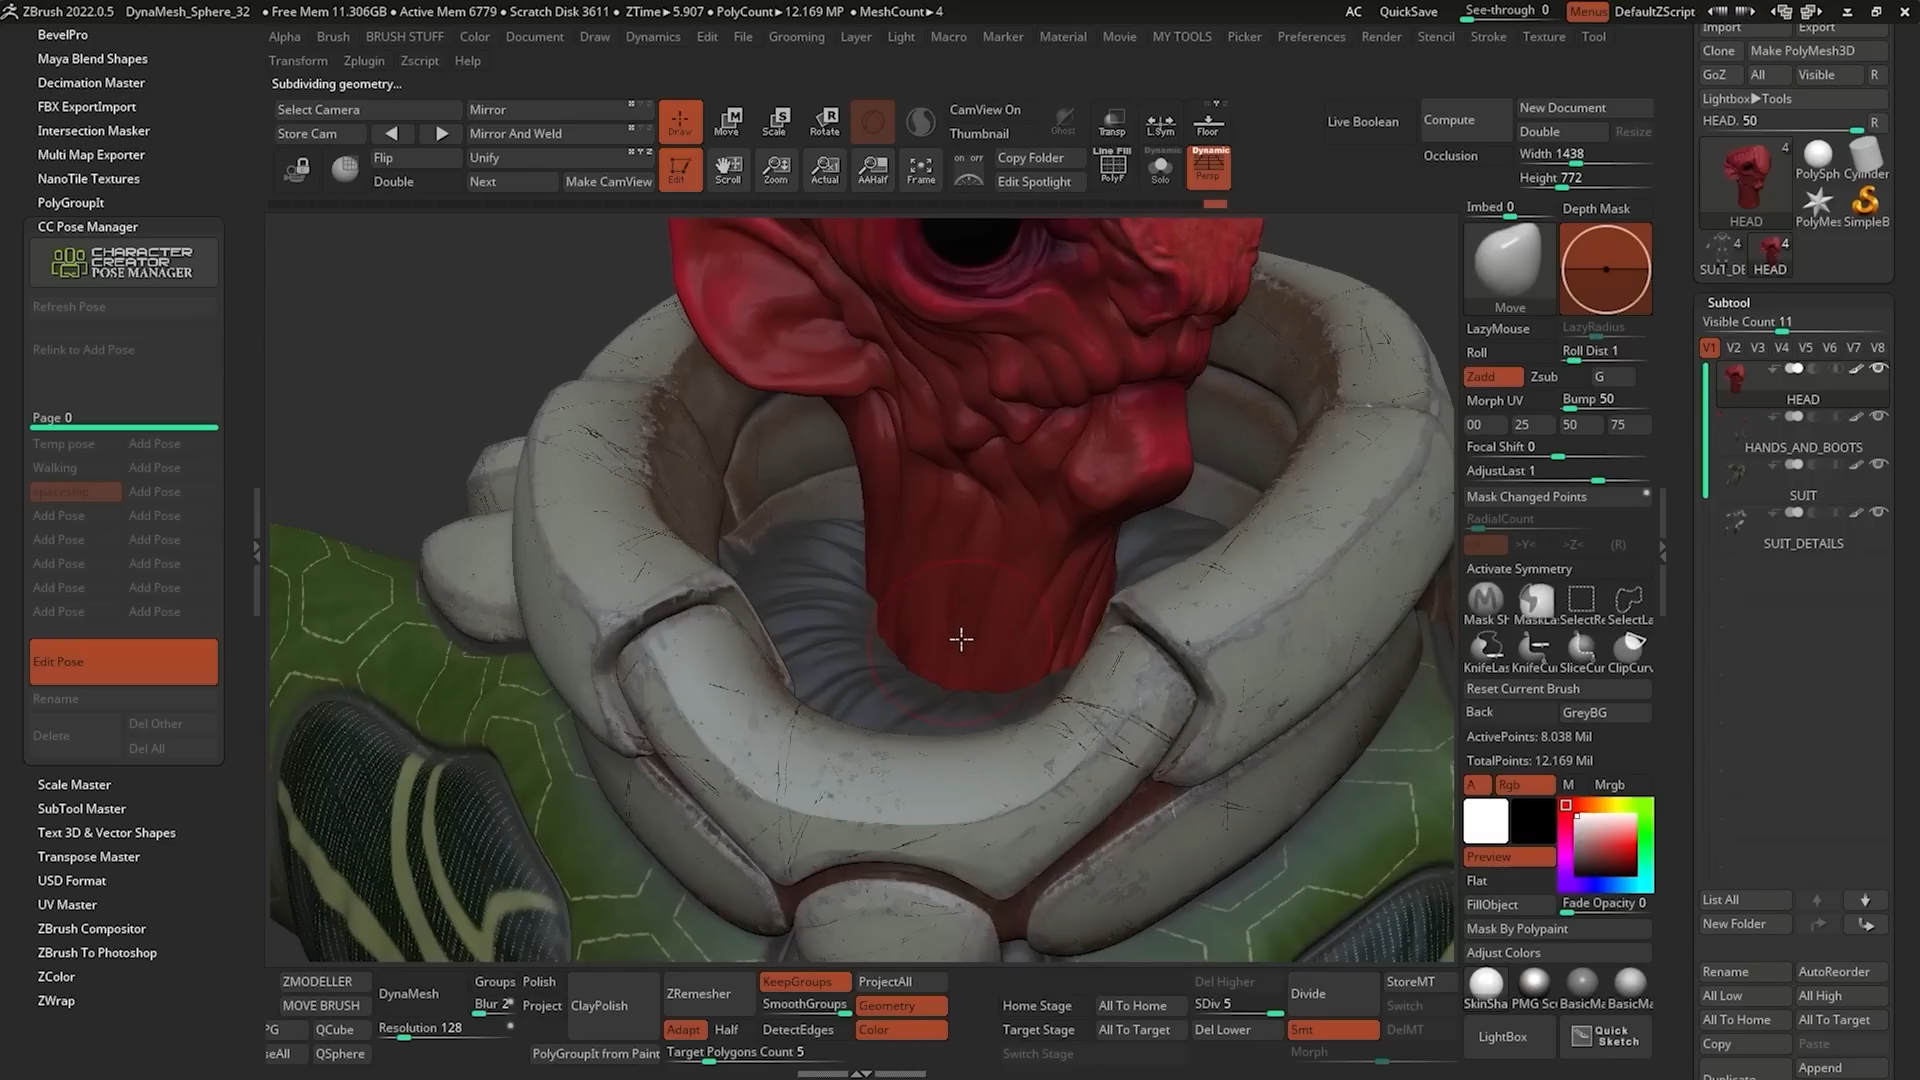 ZBrush 2022.0.5 DynaMesh_Sphere_32 • Free Mem 11.306GB • Active Mem 6779 • Scratch Disk 3611 • ZTime►5.907 • PolyCount►12.169 MP • MeshCount►4 AC QuickSave See-through 0 Menus DefaultZScript
Alpha Brush BRUSH STUFF Color Document Draw Dynamics Edit File Grooming Layer Light Macro Marker Material Movie MY TOOLS Picker Preferences Render Stencil Stroke Texture Tool
Transform Zplugin Zscript Help
Subdividing geometry...
BevelPro
Maya Blend Shapes
Decimation Master
FBX ExportImport
Intersection Masker
Multi Map Exporter
NanoTile Textures
PolyGroupIt
CC Pose Manager
CHARACTER
CREATOR
POSE MANAGER
Refresh Pose
Relink to Add Pose
Page 0
Temp pose Add Pose
Walking Add Pose
spaceship Add Pose
Add Pose Add Pose
Add Pose Add Pose
Add Pose Add Pose
Add Pose Add Pose
Add Pose Add Pose
Edit Pose
Rename
Del Other
Delete
Del All
Scale Master
SubTool Master
Text 3D & Vector Shapes
Transpose Master
USD Format
UV Master
ZBrush Compositor
ZBrush To Photoshop
ZColor
ZWrap
Select Camera Mirror
Store Cam Mirror And Weld
Flip Unify
Double Next Make CamView
Draw Move Scale Rotate
Edit Scroll Zoom Actual AAHalf Frame
CamView On
Thumbnail
on off Copy Folder
Edit Spotlight
Ghost Transp L.Sym Floor
Line Fill
PolyF
Dynamic
Solo
Dynamic
Persp
Live Boolean
Compute
Occlusion
New Document
Double Resize
Width 1438
Height 772
Imbed 0 Depth Mask
Move
LazyMouse LazyRadius
Roll Roll Dist 1
Zadd Zsub G
Morph UV Bump 50
00 25 50 75
Focal Shift 0
AdjustLast 1
Mask Changed Points
RadialCount
>Y< >Z< (R)
Activate Symmetry
Mask Sh MaskLa SelectRe SelectLa
KnifeLas KnifeCu SliceCur ClipCurv
Reset Current Brush
Back GreyBG
ActivePoints: 8.038 Mil
TotalPoints: 12.169 Mil
A Rgb M Mrgb
Preview
Flat
FillObject Fade Opacity 0
Mask By Polypaint
Adjust Colors
SkinSha PMG Sc BasicMa BasicMa
LightBox Quick Sketch
Import Export
Clone Make PolyMesh3D
GoZ All Visible R
Lightbox►Tools
HEAD. 50 R
4
HEAD
PolySph Cylinder
PolyMes SimpleB
4 4
SUIT_DE HEAD
Subtool
Visible Count 11
V1 V2 V3 V4 V5 V6 V7 V8
HEAD
HANDS_AND_BOOTS
SUIT
SUIT_DETAILS
List All
New Folder
Rename AutoReorder
All Low All High
All To Home All To Target
Copy Paste
Append
ZMODELLER DynaMesh Groups Polish
MOVE BRUSH Blur 2 Project ClayPolish
PG QCube Resolution 128
seAll QSphere PolyGroupIt from Paint
ZRemesher KeepGroups ProjectAll
SmoothGroups Geometry
Adapt Half DetectEdges Color
Target Polygons Count 5
Home Stage All To Home
Target Stage All To Target
Switch Stage
Del Higher
SDiv 5
Del Lower
Divide
Smt
Morph
StoreMT
Switch
DelMT